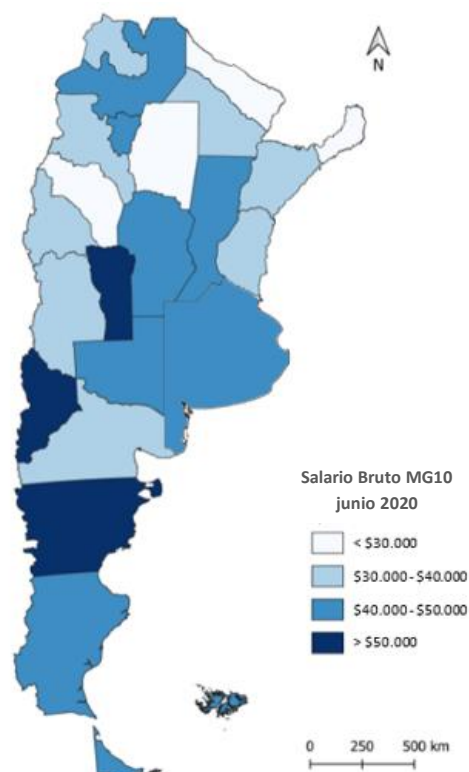 N
Salario Bruto MG10
junio 2020
< $30.000
$30.000 - $40.000
$40.000 - $50.000
> $50.000
0 250 500 km